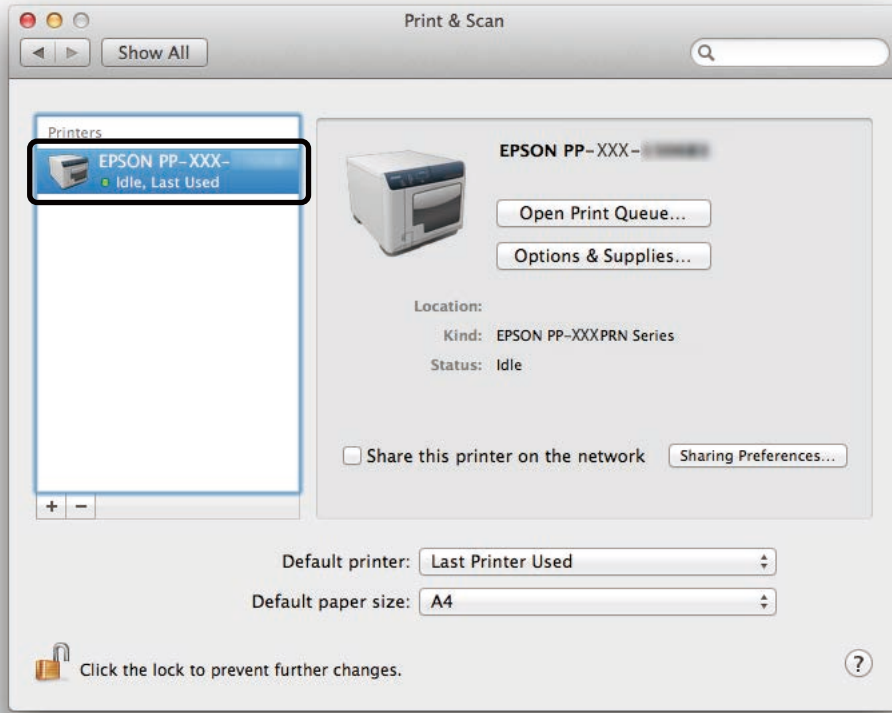 Print & Scan
Show All
Printers
EPSON PP-XXX-
Idle, Last Used
EPSON PP-XXX-
Open Print Queue...
Options & Supplies...
Location:
Kind: EPSON PP-XXXPRN Series
Status: Idle
Share this printer on the network Sharing Preferences...
+ −
Default printer: Last Printer Used
Default paper size: A4
Click the lock to prevent further changes. ?